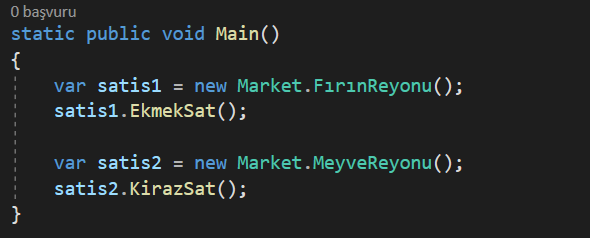 0 başvuru
static public void Main()
{
var satis1 = new Market.FırınReyonu();
satis1.EkmekSat();
var satis2 = new Market.MeyveReyonu();
satis2.KirazSat();
}